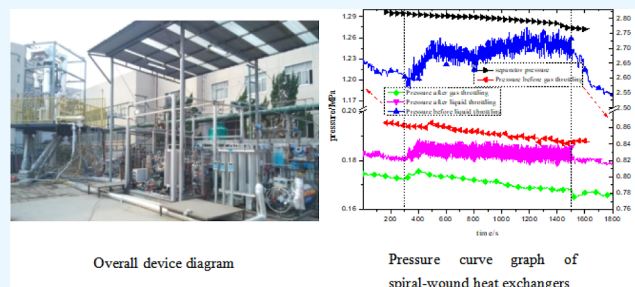 1.29
1.26
1.23
1.20
1.17
0.20
0.18
0.16
pressure/MPa
2.80
2.75
2.70
2.65
2.60
2.55
2.50
0.86
0.84
0.82
0.80
0.78
0.76
separator pressure
Pressure before gas throttling
Pressure after gas throttling
Pressure after liquid throttling
Pressure before liquid throttling
200 400 600 800 1000 1200 1400 1600 1800
time/s
Overall device diagram
Pressure curve graph of
spiral-wound heat exchangers